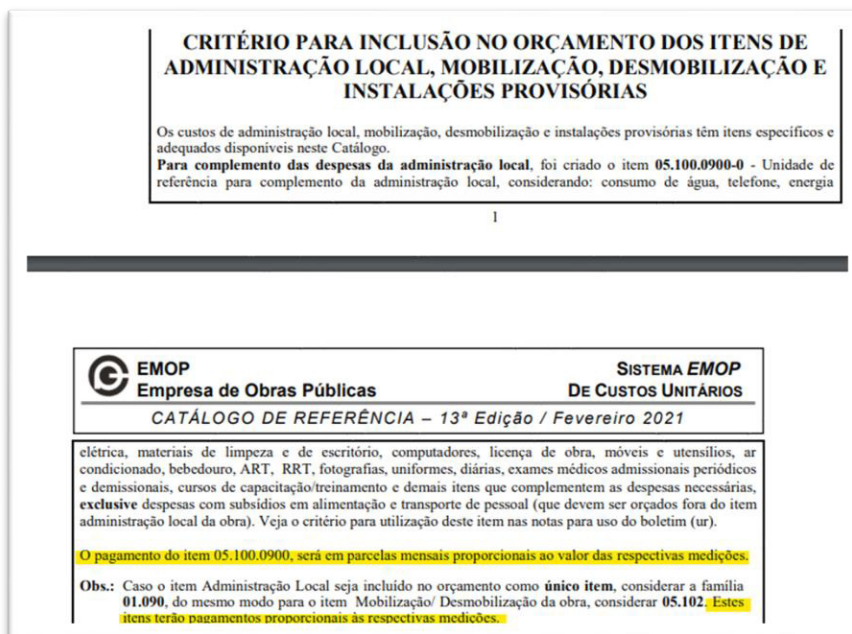 CRITÉRIO PARA INCLUSÃO NO ORÇAMENTO DOS ITENS DE
ADMINISTRAÇÃO LOCAL, MOBILIZAÇÃO, DESMOBILIZAÇÃO E
INSTALAÇÕES PROVISÓRIAS
Os custos de administração local, mobilização, desmobilização e instalações provisórias têm itens específicos e
adequados disponíveis neste Catálogo.
Para complemento das despesas da administração local, foi criado o item 05.100.0900-0 - Unidade de
referência para complemento da administração local, considerando: consumo de água, telefone, energia
1
EMOP
Empresa de Obras Públicas
SISTEMA EMOP
DE CUSTOS UNITÁRIOS
CATÁLOGO DE REFERÊNCIA – 13ª Edição / Fevereiro 2021
elétrica, materiais de limpeza e de escritório, computadores, licença de obra, móveis e utensílios, ar
condicionado, bebedouro, ART, RRT, fotografias, uniformes, diárias, exames médicos admissionais periódicos
e demissionais, cursos de capacitação/treinamento e demais itens que complementem as despesas necessárias,
exclusive despesas com subsídios em alimentação e transporte de pessoal (que devem ser orçados fora do item
administração local da obra). Veja o critério para utilização deste item nas notas para uso do boletim (ur).
O pagamento do item 05.100.0900, será em parcelas mensais proporcionais ao valor das respectivas medições.
Obs.: Caso o item Administração Local seja incluído no orçamento como único item, considerar a família
01.090, do mesmo modo para o item Mobilização/ Desmobilização da obra, considerar 05.102. Estes
itens terão pagamentos proporcionais às respectivas medições.